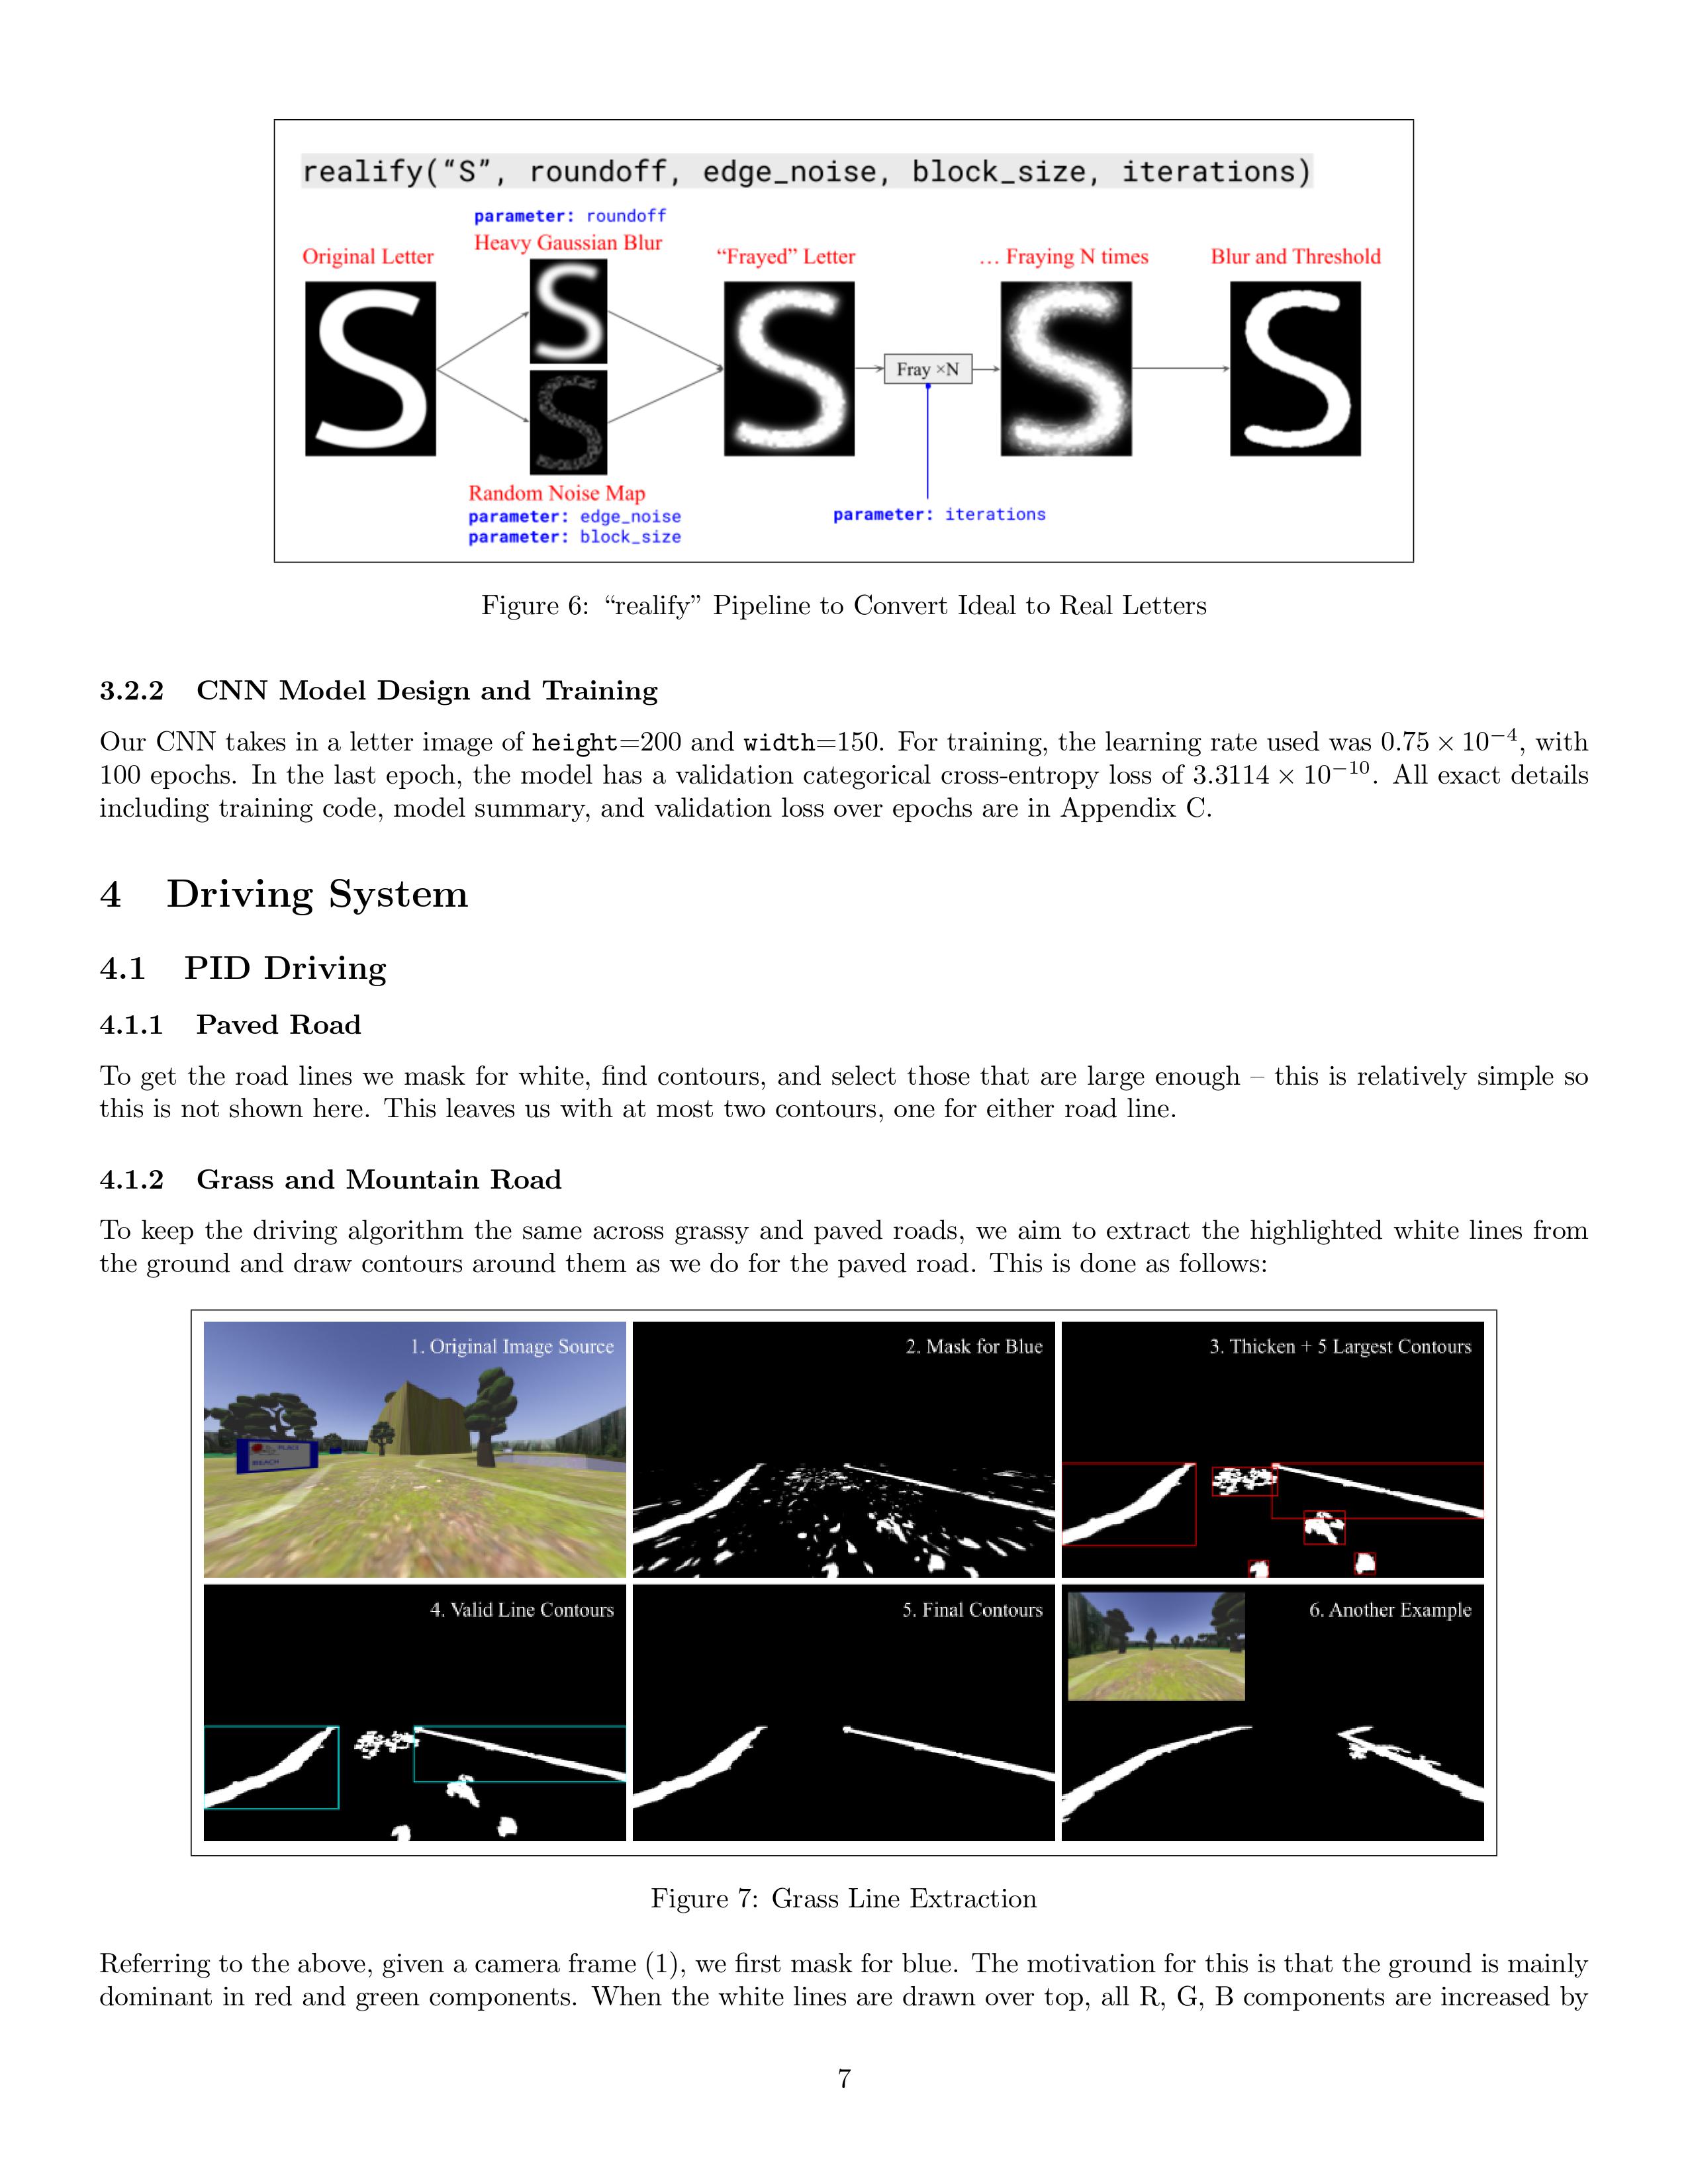 realify(“S”, roundoff, edge_noise, block_size, iterations)
parameter: roundoff
Heavy Gaussian Blur
Original Letter
“Frayed” Letter
... Fraying N times
Blur and Threshold
Fray ×N
Random Noise Map
parameter: edge_noise
parameter: block_size
parameter: iterations
Figure 6: “realify” Pipeline to Convert Ideal to Real Letters
3.2.2 CNN Model Design and Training
Our CNN takes in a letter image of height=200 and width=150. For training, the learning rate used was 0.75 × 10⁻⁴, with
100 epochs. In the last epoch, the model has a validation categorical cross-entropy loss of 3.3114 × 10⁻¹⁰. All exact details
including training code, model summary, and validation loss over epochs are in Appendix C.
4 Driving System
4.1 PID Driving
4.1.1 Paved Road
To get the road lines we mask for white, find contours, and select those that are large enough – this is relatively simple so
this is not shown here. This leaves us with at most two contours, one for either road line.
4.1.2 Grass and Mountain Road
To keep the driving algorithm the same across grassy and paved roads, we aim to extract the highlighted white lines from
the ground and draw contours around them as we do for the paved road. This is done as follows:
1. Original Image Source
PLACE
BEACH
2. Mask for Blue
3. Thicken + 5 Largest Contours
4. Valid Line Contours
5. Final Contours
6. Another Example
Figure 7: Grass Line Extraction
Referring to the above, given a camera frame (1), we first mask for blue. The motivation for this is that the ground is mainly
dominant in red and green components. When the white lines are drawn over top, all R, G, B components are increased by
7